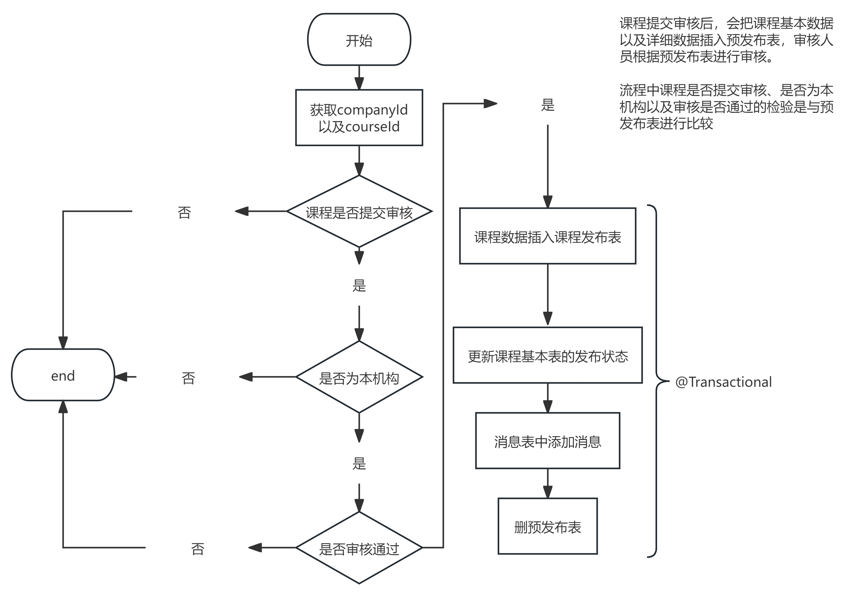 开始
获取companyId
以及courseId
课程是否提交审核
否
是
是否为本机构
否
end
是
是否审核通过
否
是
课程数据插入课程发布表
更新课程基本表的发布状态
消息表中添加消息
删预发布表
@Transactional
课程提交审核后，会把课程基本数据
以及详细数据插入预发布表，审核人
员根据预发布表进行审核。
流程中课程是否提交审核、是否为本
机构以及审核是否通过的检验是与预
发布表进行比较